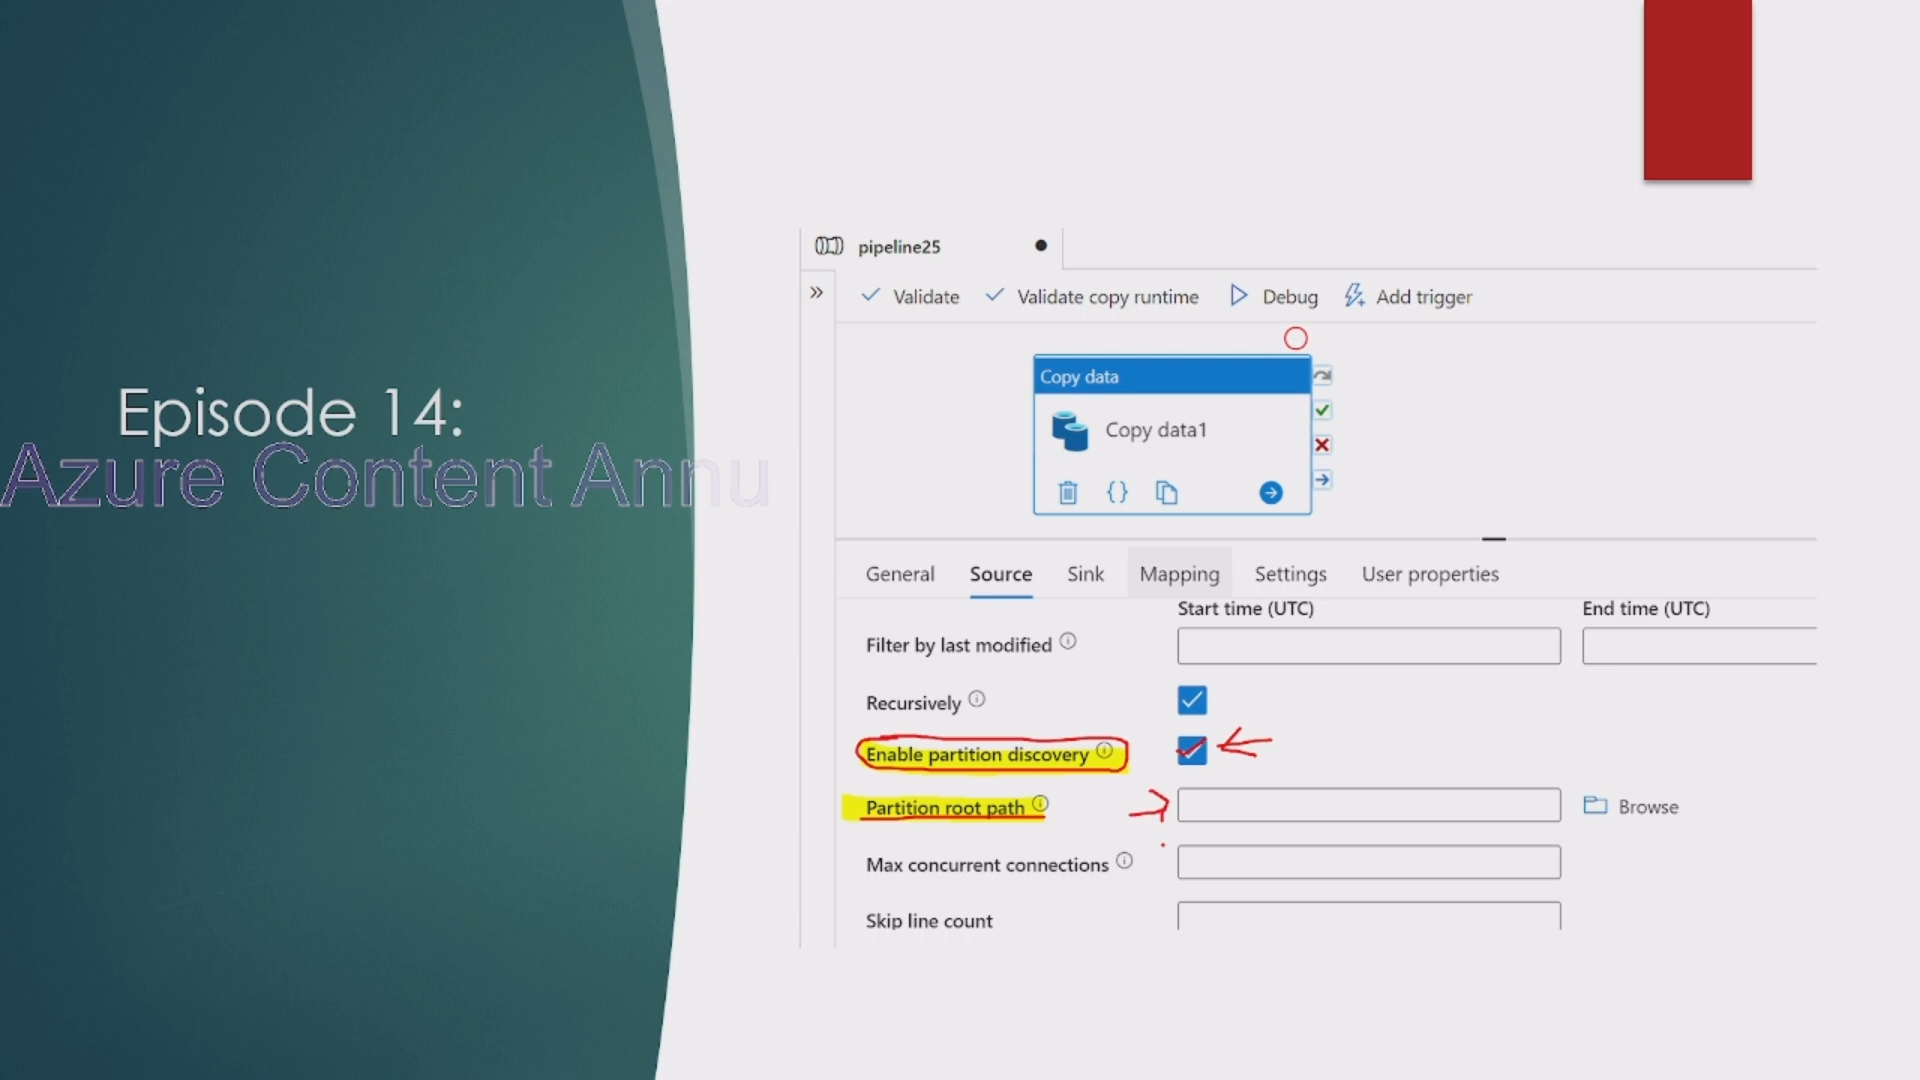 Episode 14:
Azure Content Annu
pipeline25
Validate
Validate copy runtime
Debug
Add trigger
Copy data
Copy data1
General
Source
Sink
Mapping
Settings
User properties
Start time (UTC)
End time (UTC)
Filter by last modified
Recursively
Enable partition discovery
Partition root path
Browse
Max concurrent connections
Skip line count